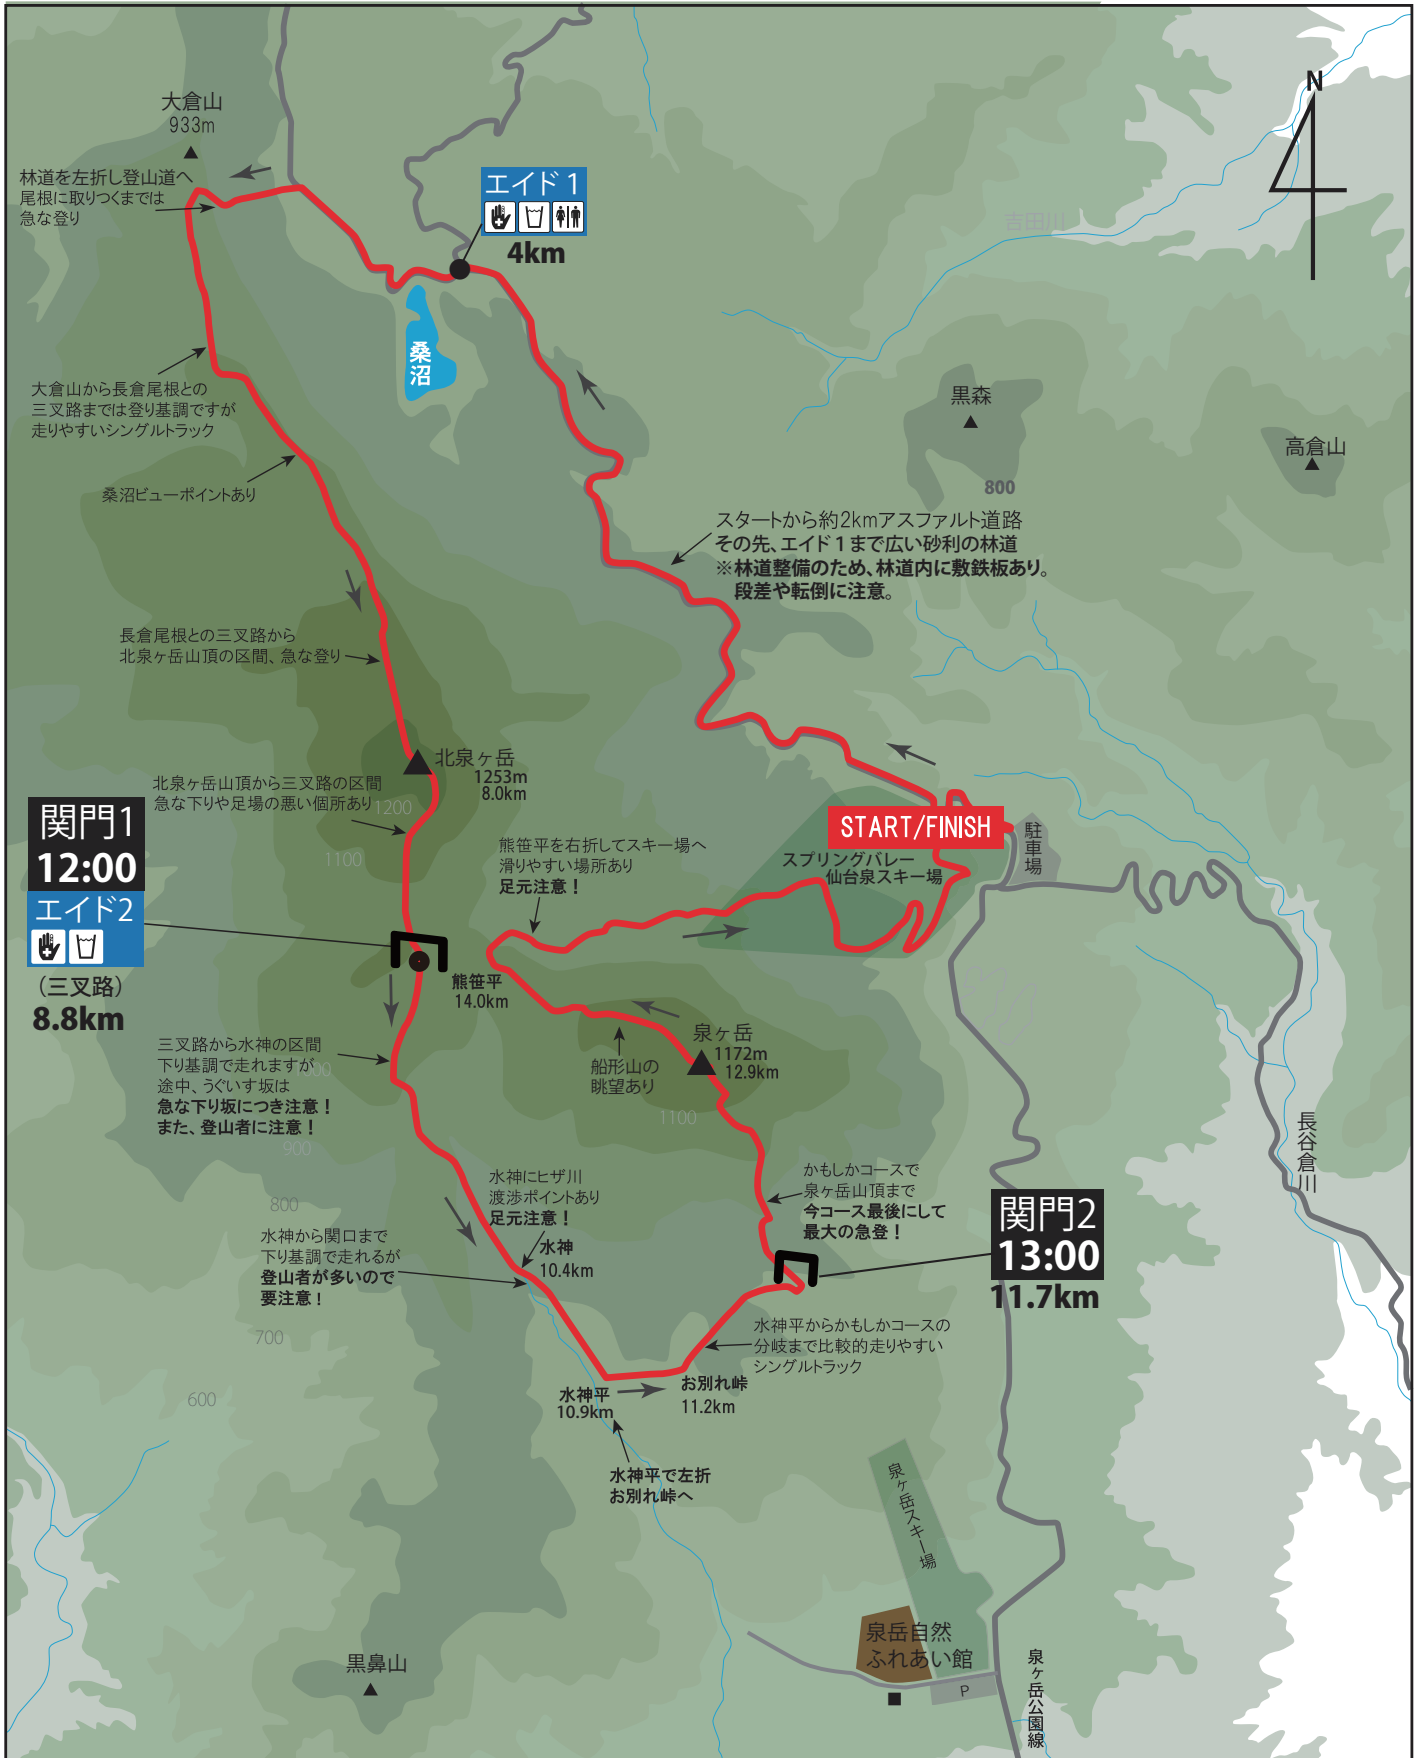 N
大倉山
933m
林道を左折し登山道へ
尾根に取りつくまでは
急な登り
エイド1
4km
吉田川
桑沼
大倉山から長倉尾根との
三叉路までは登り基調ですが
走りやすいシングルトラック
桑沼ビューポイントあり
黒森
800
高倉山
スタートから約2kmアスファルト道路
その先、エイド1まで広い砂利の林道
※林道整備のため、林道内に敷鉄板あり。
段差や転倒に注意。
長倉尾根との三叉路から
北泉ヶ岳山頂の区間、急な登り
北泉ヶ岳
1253m
8.0km
北泉ヶ岳山頂から三叉路の区間
急な下りや足場の悪い個所あり
1200
1100
関門1
12:00
エイド2
(三叉路)
8.8km
START/FINISH
駐車場
スプリングバレー
仙台泉スキー場
熊笹平を右折してスキー場へ
滑りやすい場所あり
足元注意！
熊笹平
14.0km
泉ヶ岳
1172m
12.9km
船形山の
眺望あり
1100
三叉路から水神の区間
下り基調で走れますが
途中、うぐいす坂は
急な下り坂につき注意！
また、登山者に注意！
900
800
700
600
水神にヒザ川
渡渉ポイントあり
足元注意！
水神
10.4km
水神から関口まで
下り基調で走れるが
登山者が多いので
要注意！
かもしかコースで
泉ヶ岳山頂まで
今コース最後にして
最大の急登！
関門2
13:00
11.7km
長谷倉川
水神平からかもしかコースの
分岐まで比較的走りやすい
シングルトラック
お別れ峠
11.2km
水神平
10.9km
水神平で左折
お別れ峠へ
泉ヶ岳スキー場
泉岳自然
ふれあい館
P
泉ヶ岳公園線
黒鼻山